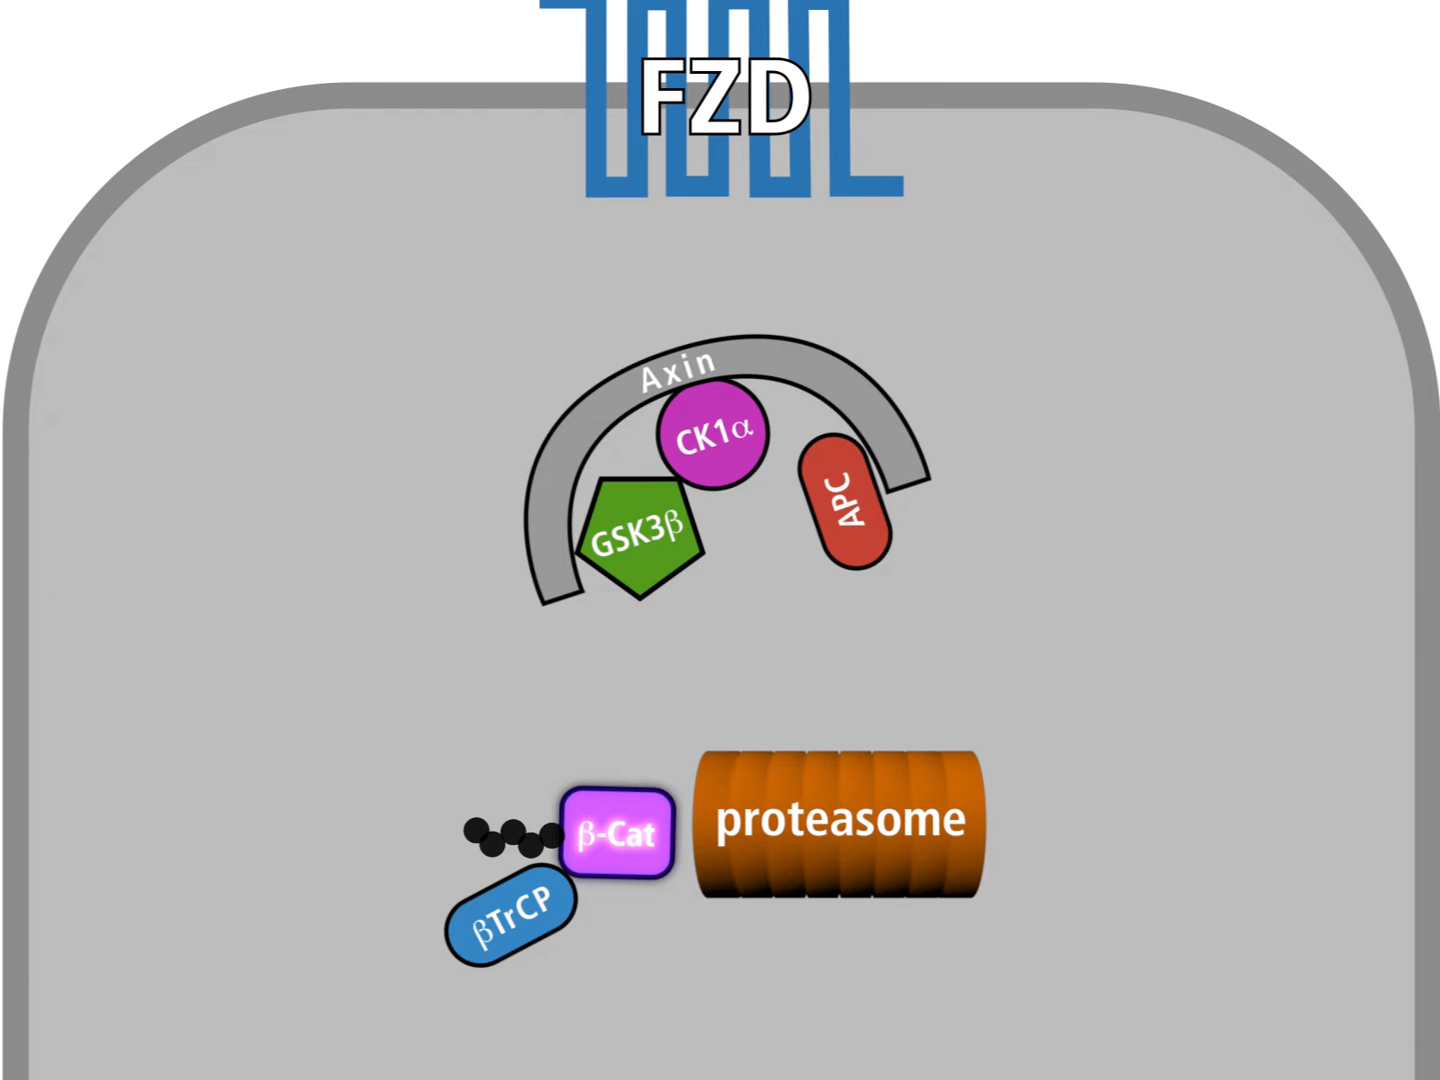 FZD
Axin
CK1α
GSK3β
APC
proteasome
β-Cat
βTrCP